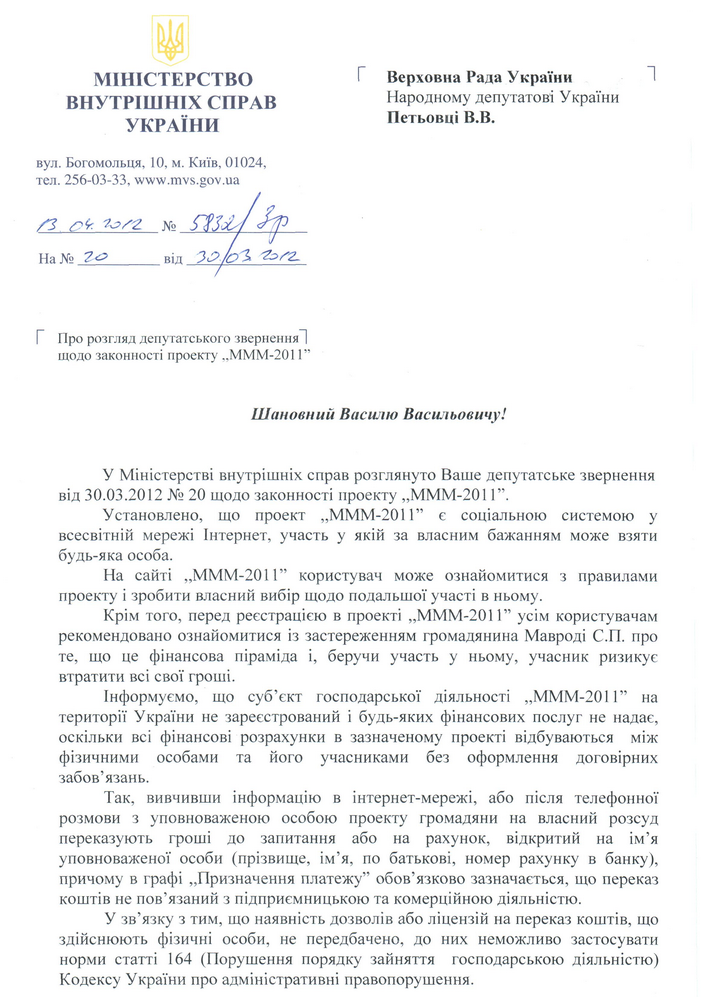 МІНІСТЕРСТВО
ВНУТРІШНІХ СПРАВ
УКРАЇНИ
вул. Богомольця, 10, м. Київ, 01024,
тел. 256-03-33, www.mvs.gov.ua
13.04.2012 № 5832/Зр
На № 20 від 30/03.2012
Верховна Рада України
Народному депутатові України
Петьовці В.В.
Про розгляд депутатського звернення
щодо законності проекту „МММ-2011”
Шановний Василю Васильовичу!
У Міністерстві внутрішніх справ розглянуто Ваше депутатське звернення
від 30.03.2012 № 20 щодо законності проекту „МММ-2011”.
Установлено, що проект „МММ-2011” є соціальною системою у
всесвітній мережі Інтернет, участь у якій за власним бажанням може взяти
будь-яка особа.
На сайті „МММ-2011” користувач може ознайомитися з правилами
проекту і зробити власний вибір щодо подальшої участі в ньому.
Крім того, перед реєстрацією в проекті „МММ-2011” усім користувачам
рекомендовано ознайомитися із застереженням громадянина Мавроді С.П. про
те, що це фінансова піраміда і, беручи участь у ньому, учасник ризикує
втратити всі свої гроші.
Інформуємо, що суб’єкт господарської діяльності „МММ-2011” на
території України не зареєстрований і будь-яких фінансових послуг не надає,
оскільки всі фінансові розрахунки в зазначеному проекті відбуваються між
фізичними особами та його учасниками без оформлення договірних
забов’язань.
Так, вивчивши інформацію в інтернет-мережі, або після телефонної
розмови з уповноваженою особою проекту громадяни на власний розсуд
переказують гроші до запитання або на рахунок, відкритий на ім’я
уповноваженої особи (прізвище, ім’я, по батькові, номер рахунку в банку),
причому в графі „Призначення платежу” обов’язково зазначається, що переказ
коштів не пов’язаний з підприємницькою та комерційною діяльністю.
У зв’язку з тим, що наявність дозволів або ліцензій на переказ коштів, що
здійснюють фізичні особи, не передбачено, до них неможливо застосувати
норми статті 164 (Порушення порядку зайняття господарською діяльністю)
Кодексу України про адміністративні правопорушення.